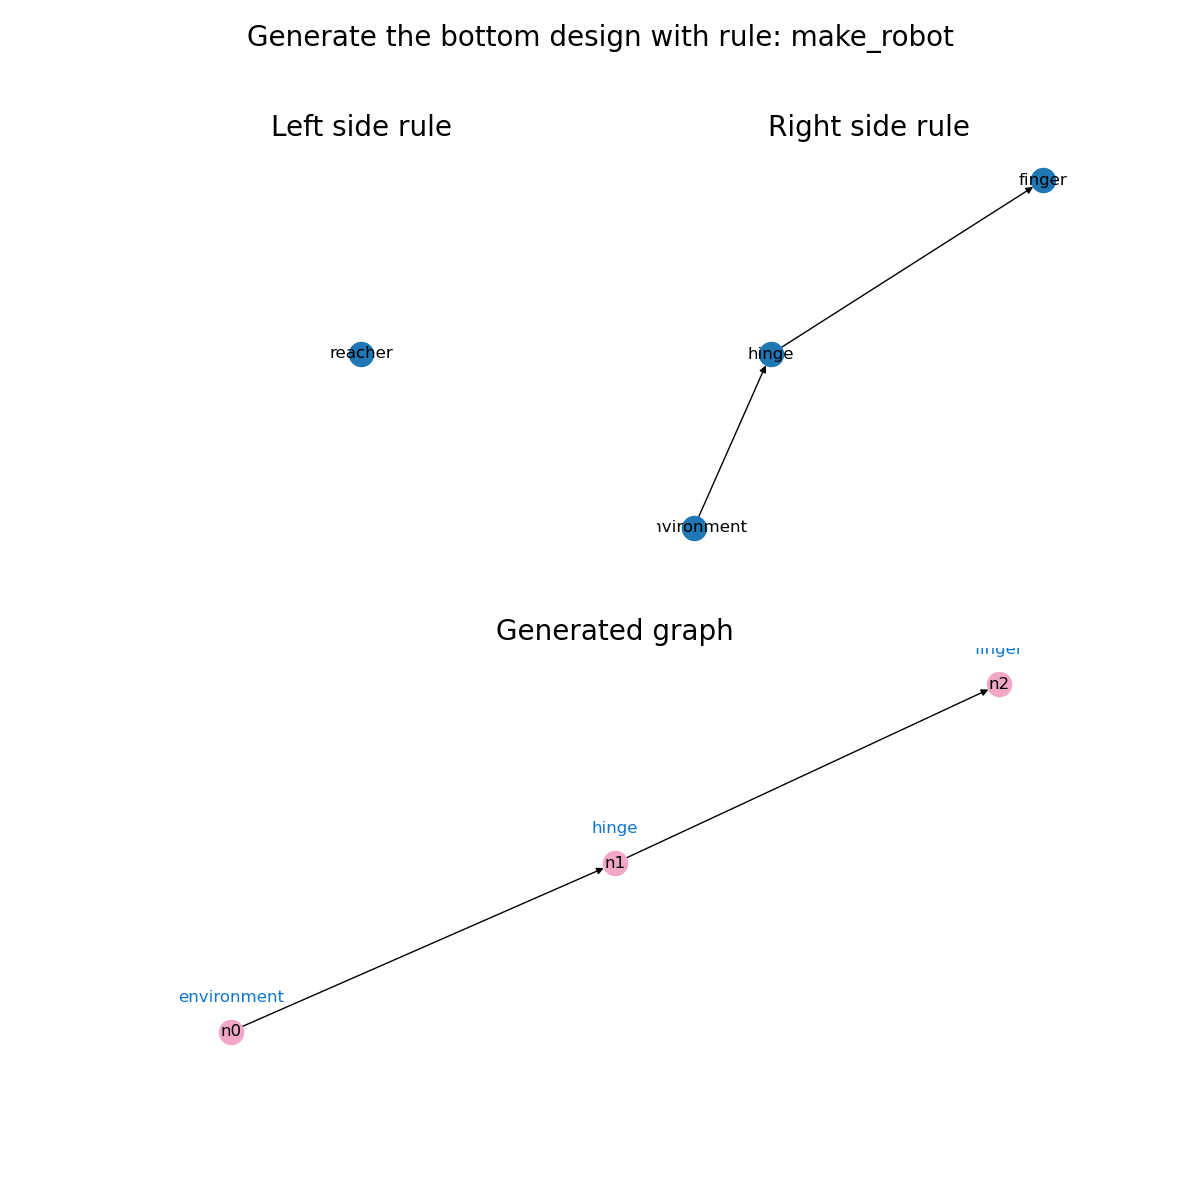 Generate the bottom design with rule: make_robot
Left side rule
Right side rule
finger
reacher
hinge
nvironment
Generated graph
finger
n2
hinge
n1
environment
n0